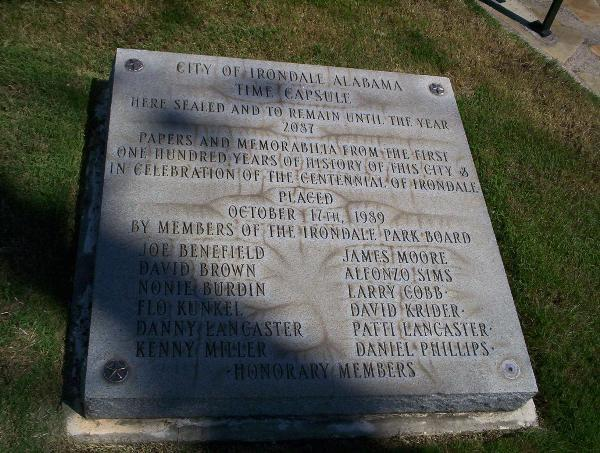 CITY OF IRONDALE ALABAMA
TIME CAPSULE
HERE SEALED AND TO REMAIN UNTIL THE YEAR
2087
PAPERS AND MEMORABILIA FROM THE FIRST
ONE HUNDRED YEARS OF HISTORY OF THIS CITY &
IN CELEBRATION OF THE CENTENNIAL OF IRONDALE
PLACED
OCTOBER 17TH, 1989
BY MEMBERS OF THE IRONDALE PARK BOARD
JOE BENEFIELD JAMES MOORE
DAVID BROWN ALFONZO SIMS
NONIE BURDIN LARRY COBB·
FLO KUNKEL DAVID KRIDER·
DANNY LANCASTER PATTI LANCASTER·
KENNY MILLER DANIEL PHILLIPS·
·HONORARY MEMBERS